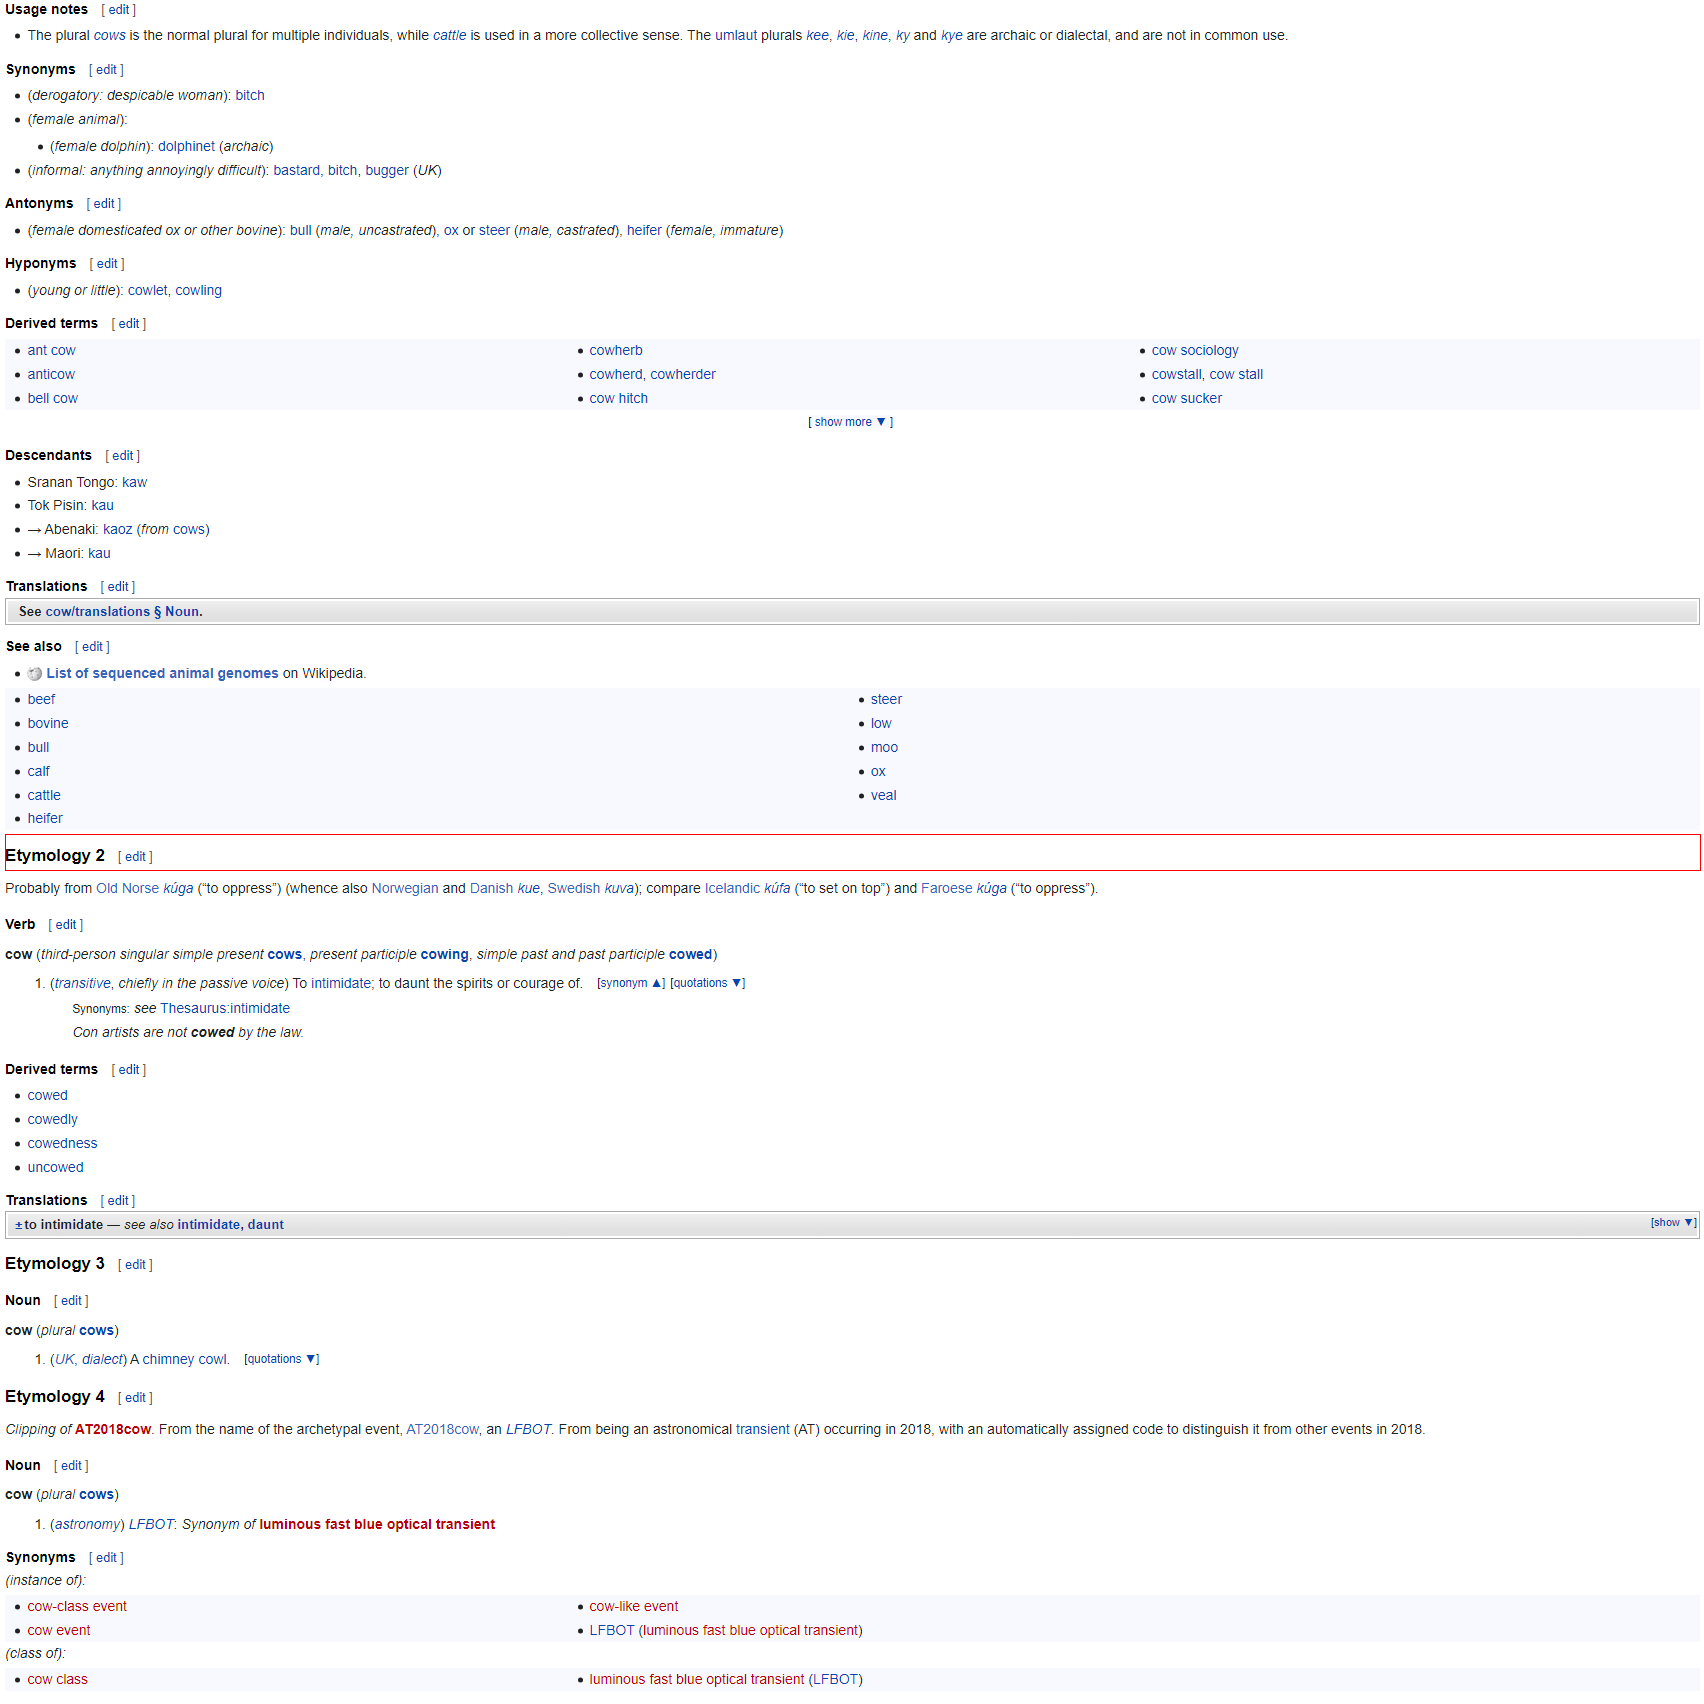 Usage notes [ edit ]
• The plural cows is the normal plural for multiple individuals, while cattle is used in a more collective sense. The umlaut plurals kee, kie, kine, ky and kye are archaic or dialectal, and are not in common use.
Synonyms [ edit ]
• (derogatory: despicable woman): bitch
• (female animal):
• (female dolphin): dolphinet (archaic)
• (informal: anything annoyingly difficult): bastard, bitch, bugger (UK)
Antonyms [ edit ]
• (female domesticated ox or other bovine): bull (male, uncastrated), ox or steer (male, castrated), heifer (female, immature)
Hyponyms [ edit ]
• (young or little): cowlet, cowling
Derived terms [ edit ]
• ant cow
• anticow
• bell cow
• cowherb
• cowherd, cowherder
• cow hitch
• cow sociology
• cowstall, cow stall
• cow sucker
[ show more ▼ ]
Descendants [ edit ]
• Sranan Tongo: kaw
• Tok Pisin: kau
• → Abenaki: kaoz (from cows)
• → Maori: kau
Translations [ edit ]
See cow/translations § Noun.
See also [ edit ]
• List of sequenced animal genomes on Wikipedia.
• beef
• bovine
• bull
• calf
• cattle
• heifer
• steer
• low
• moo
• ox
• veal
Etymology 2 [ edit ]
Probably from Old Norse kúga (“to oppress”) (whence also Norwegian and Danish kue, Swedish kuva); compare Icelandic kúfa (“to set on top”) and Faroese kúga (“to oppress”).
Verb [ edit ]
cow (third-person singular simple present cows, present participle cowing, simple past and past participle cowed)
1. (transitive, chiefly in the passive voice) To intimidate; to daunt the spirits or courage of. [synonym ▲] [quotations ▼]
Synonyms: see Thesaurus:intimidate
Con artists are not cowed by the law.
Derived terms [ edit ]
• cowed
• cowedly
• cowedness
• uncowed
Translations [ edit ]
± to intimidate — see also intimidate, daunt [show ▼]
Etymology 3 [ edit ]
Noun [ edit ]
cow (plural cows)
1. (UK, dialect) A chimney cowl. [quotations ▼]
Etymology 4 [ edit ]
Clipping of AT2018cow. From the name of the archetypal event, AT2018cow, an LFBOT. From being an astronomical transient (AT) occurring in 2018, with an automatically assigned code to distinguish it from other events in 2018.
Noun [ edit ]
cow (plural cows)
1. (astronomy) LFBOT: Synonym of luminous fast blue optical transient
Synonyms [ edit ]
(instance of):
• cow-class event
• cow event
• cow-like event
• LFBOT (luminous fast blue optical transient)
(class of):
• cow class
• luminous fast blue optical transient (LFBOT)